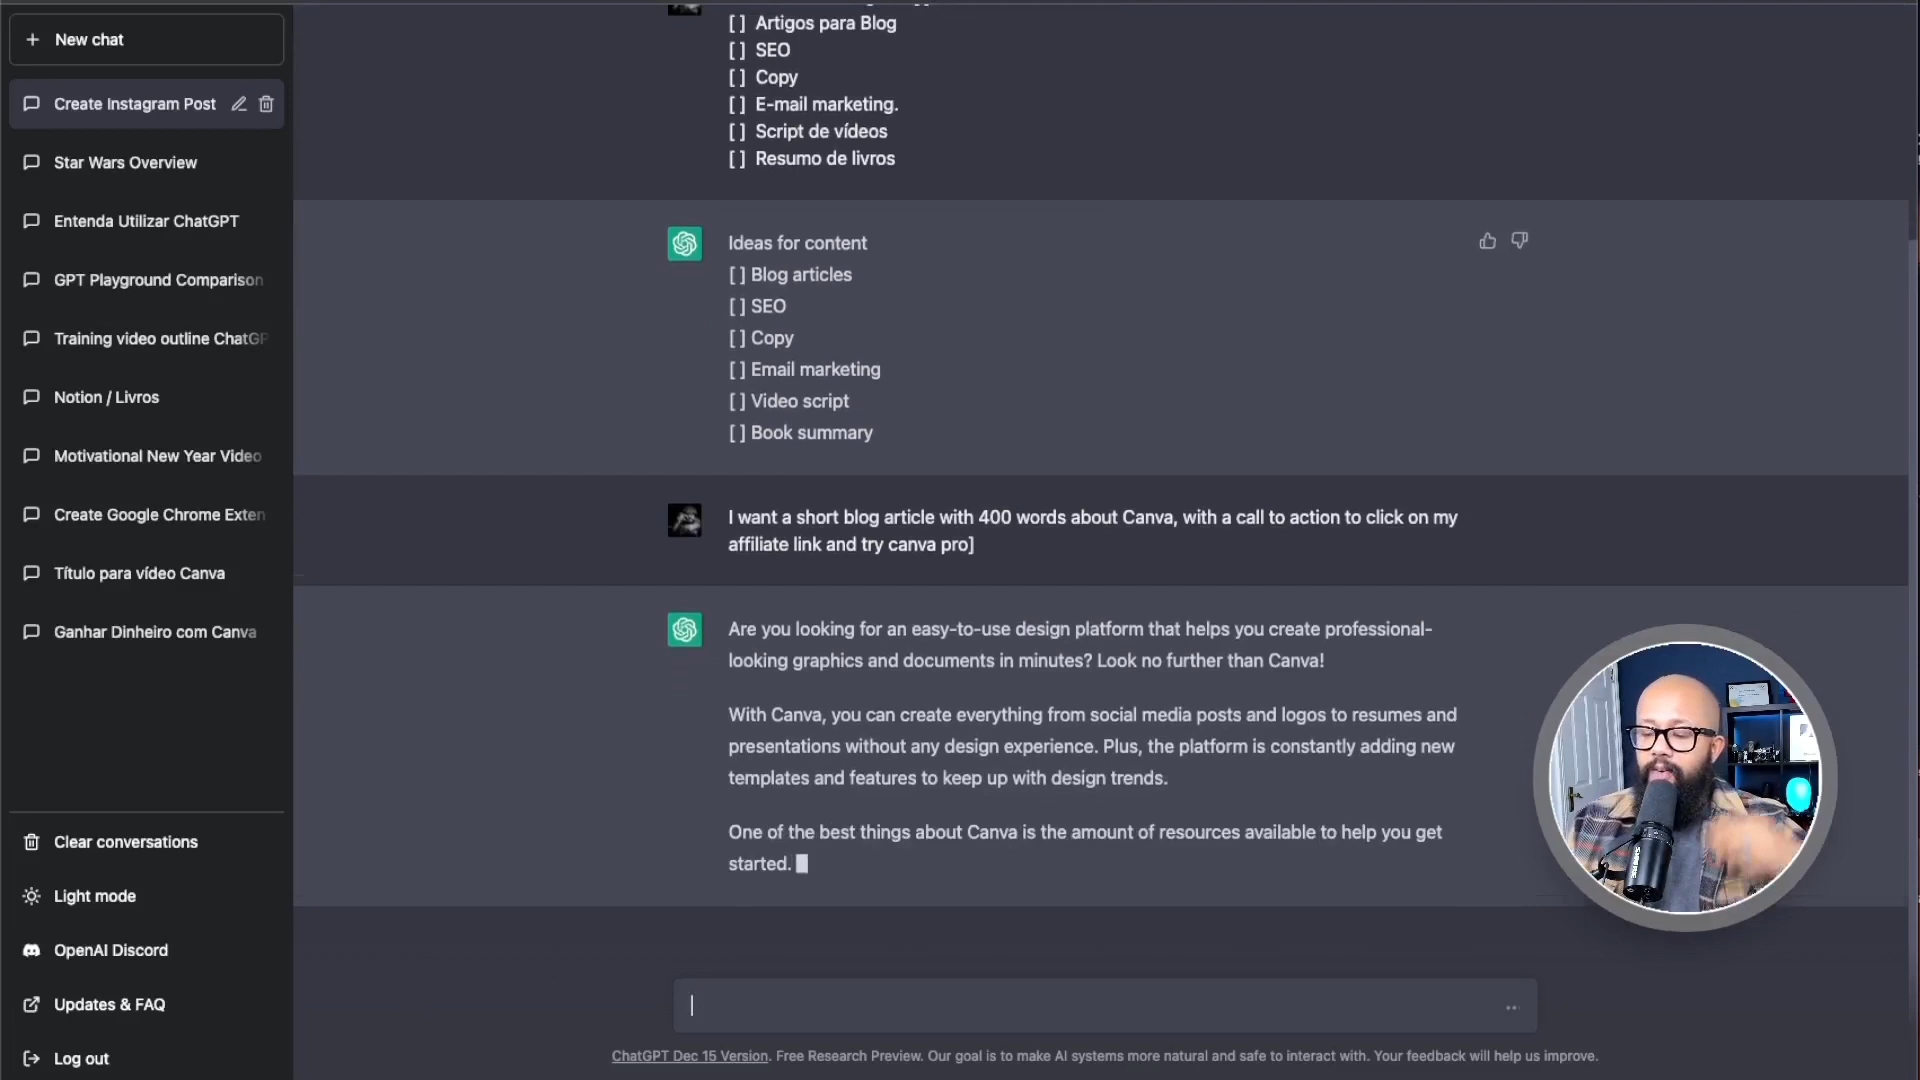 New chat
Create Instagram Post
Star Wars Overview
Entenda Utilizar ChatGPT
GPT Playground Comparison
Training video outline ChatGP
Notion / Livros
Motivational New Year Video
Create Google Chrome Exten
Título para vídeo Canva
Ganhar Dinheiro com Canva
Clear conversations
Light mode
OpenAI Discord
Updates & FAQ
Log out
[ ] Artigos para Blog
[ ] SEO
[ ] Copy
[ ] E-mail marketing.
[ ] Script de vídeos
[ ] Resumo de livros
Ideas for content
[ ] Blog articles
[ ] SEO
[ ] Copy
[ ] Email marketing
[ ] Video script
[ ] Book summary
I want a short blog article with 400 words about Canva, with a call to action to click on my
affiliate link and try canva pro]
Are you looking for an easy-to-use design platform that helps you create professional-
looking graphics and documents in minutes? Look no further than Canva!
With Canva, you can create everything from social media posts and logos to resumes and
presentations without any design experience. Plus, the platform is constantly adding new
templates and features to keep up with design trends.
One of the best things about Canva is the amount of resources available to help you get
started.
ChatGPT Dec 15 Version. Free Research Preview. Our goal is to make AI systems more natural and safe to interact with. Your feedback will help us improve.